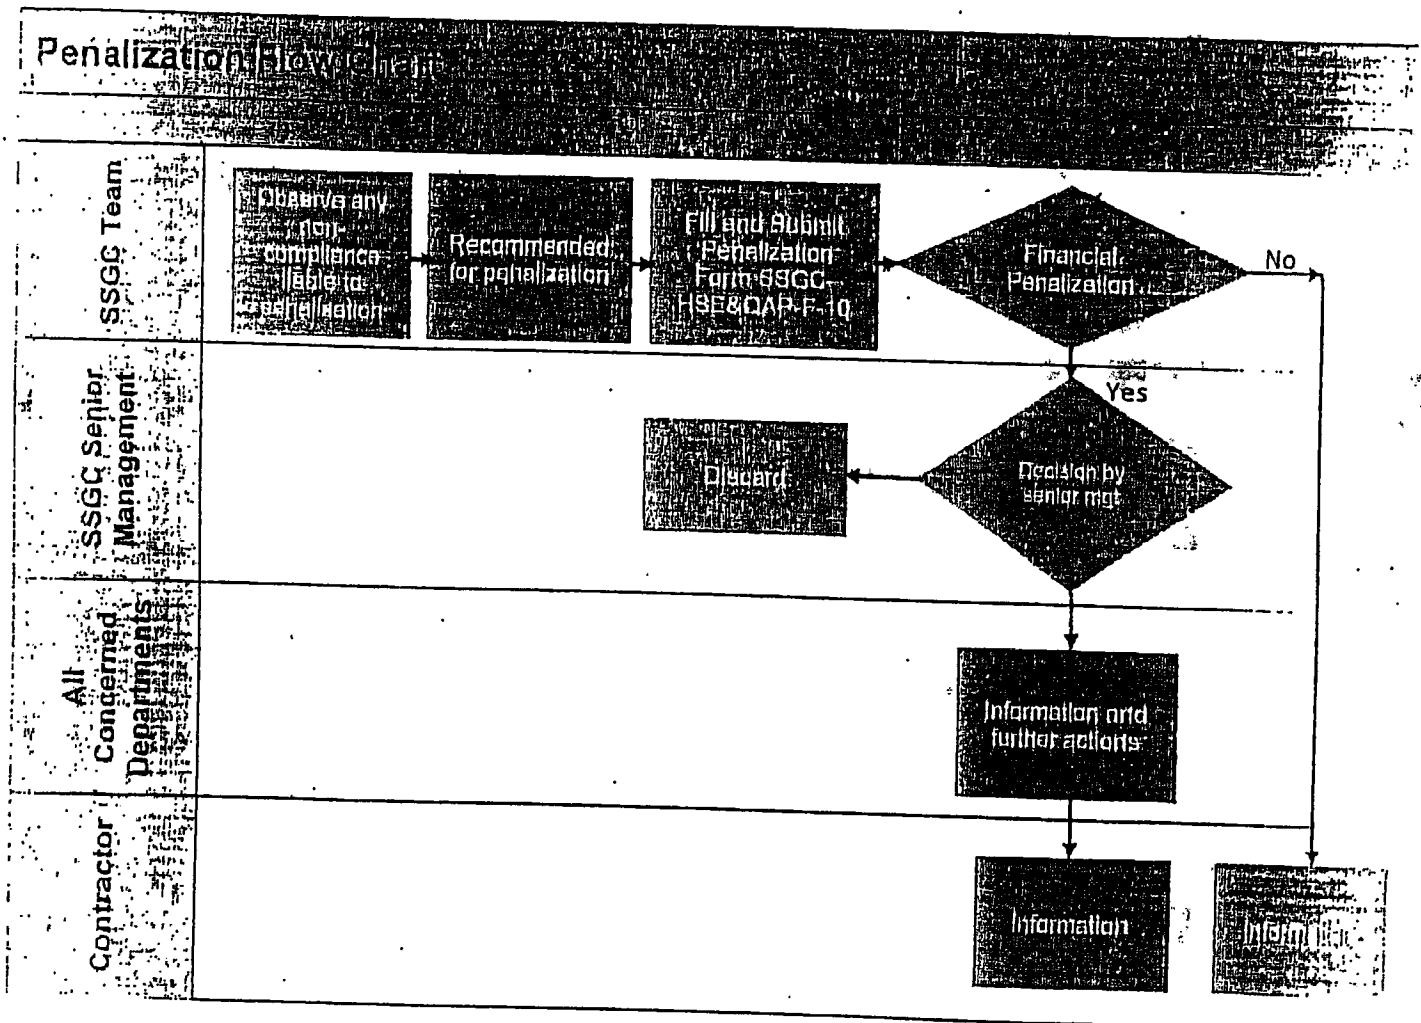 Penalization Flow Chart
SSGC Team
Observe any
non-
compliance
liable to
penalization
Recommended
for penalization
Fill and Submit
Penalization
Form-SSGC-
HSE&QAP-F-10
Financial
Penalization
No
SSGC Senior
Management
Yes
Discard
Decision by
senior mgt
All
Concerned
Departments
Information and
further actions
Contractor
Information